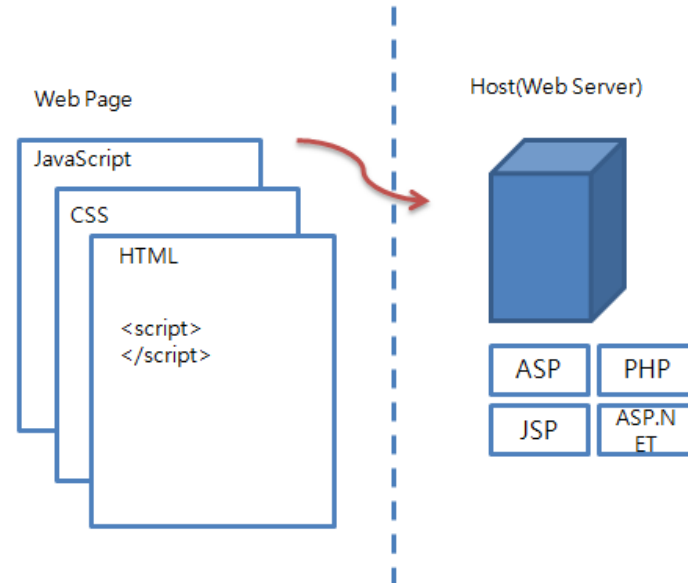 Web Page
Host(Web Server)
JavaScript
CSS
HTML
<script>
</script>
ASP
PHP
JSP
ASP.N
ET